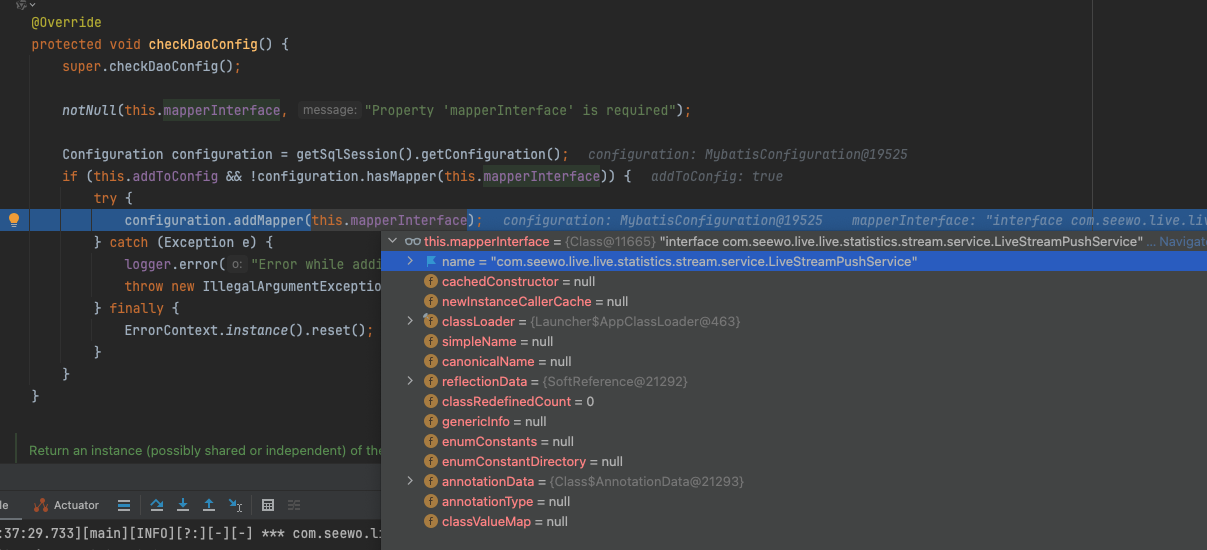 @Override
protected void checkDaoConfig() {
super.checkDaoConfig();
notNull(this.mapperInterface, message: "Property 'mapperInterface' is required");
Configuration configuration = getSqlSession().getConfiguration(); configuration: MybatisConfiguration@19525
if (this.addToConfig && !configuration.hasMapper(this.mapperInterface)) { addToConfig: true
try {
configuration.addMapper(this.mapperInterface); configuration: MybatisConfiguration@19525 mapperInterface: "interface com.seewo.live.li
} catch (Exception e) {
logger.error( o: "Error while addi
throw new IllegalArgumentException
} finally {
ErrorContext.instance().reset();
}
}
}
this.mapperInterface = {Class@11665} "interface com.seewo.live.live.statistics.stream.service.LiveStreamPushService" ... Navigate
name = "com.seewo.live.live.statistics.stream.service.LiveStreamPushService"
cachedConstructor = null
newInstanceCallerCache = null
classLoader = {Launcher$AppClassLoader@463}
simpleName = null
canonicalName = null
reflectionData = {SoftReference@21292}
classRedefinedCount = 0
genericInfo = null
enumConstants = null
enumConstantDirectory = null
annotationData = {Class$AnnotationData@21293}
annotationType = null
classValueMap = null
Return an instance (possibly shared or independent) of the
le Actuator
:37:29.733][main][INFO][?:][-][-] *** com.seewo.li